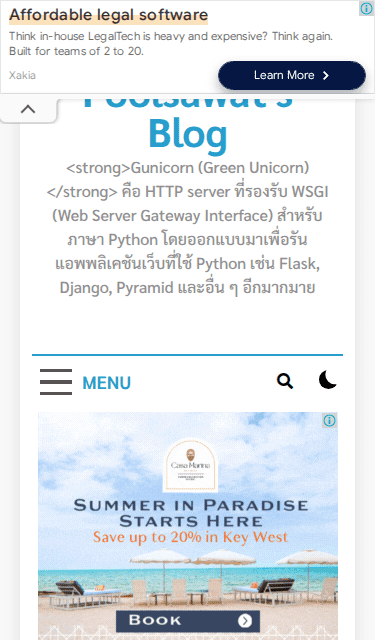 Affordable legal software
Think in-house LegalTech is heavy and expensive? Think again.
Built for teams of 2 to 20.
Xakia
Learn More
Foolsawat's
Blog
<strong>Gunicorn (Green Unicorn)
</strong> คือ HTTP server ที่รองรับ WSGI
(Web Server Gateway Interface) สำหรับ
ภาษา Python โดยออกแบบมาเพื่อรัน
แอพพลิเคชันเว็บที่ใช้ Python เช่น Flask,
Django, Pyramid และอื่น ๆ อีกมากมาย
MENU
Casa Marina
SUMMER IN PARADISE
STARTS HERE
Save up to 20% in Key West
BOOK